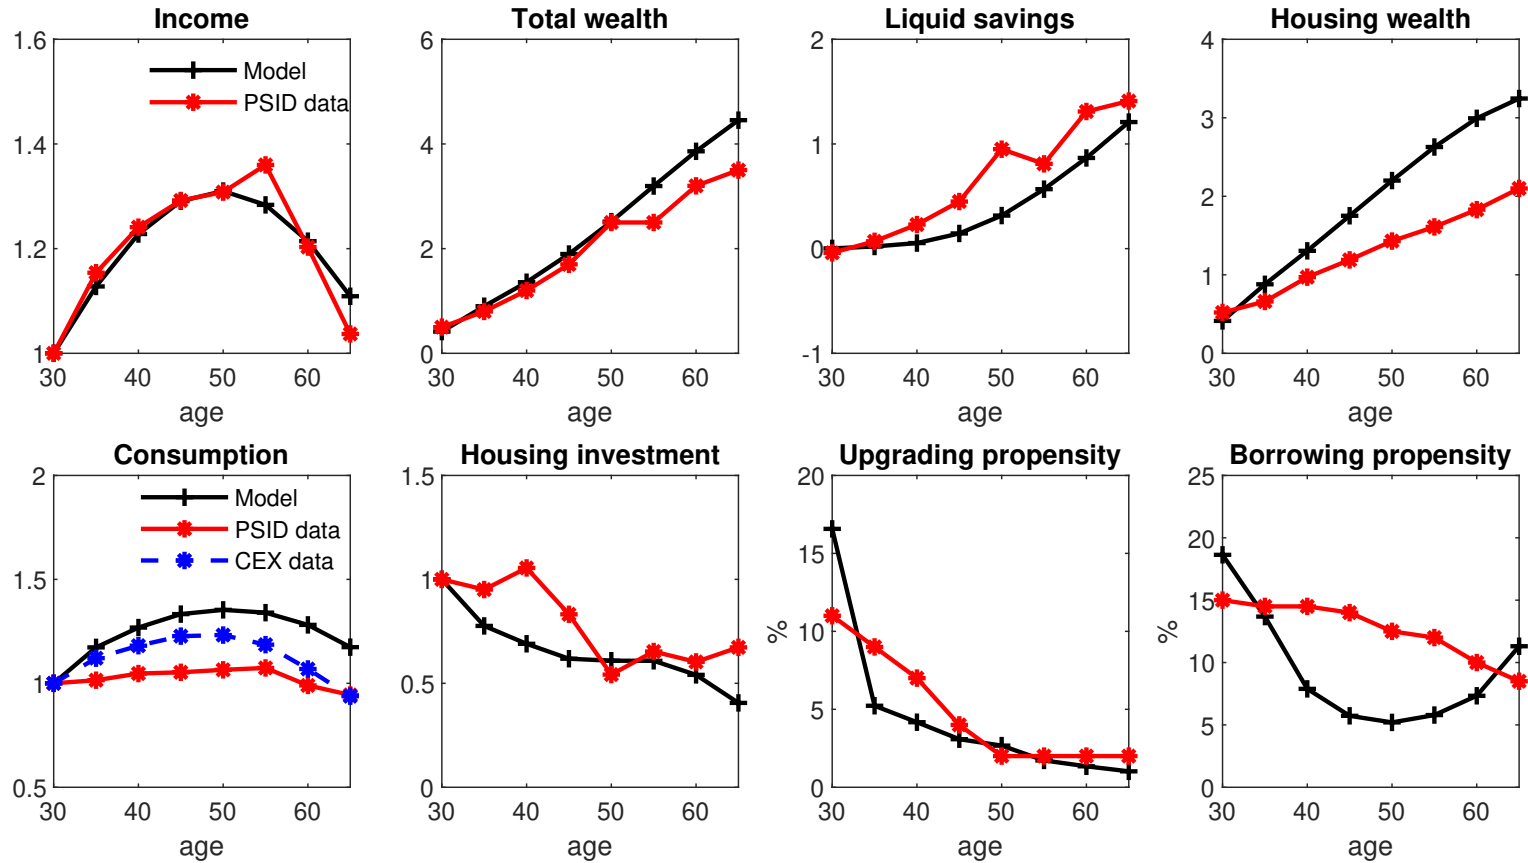 Income
1.6
1.4
1.2
1
30 40 50 60
age
Model
PSID data
Total wealth
6
4
2
0
30 40 50 60
age
Liquid savings
2
1
0
-1
30 40 50 60
age
Housing wealth
4
3
2
1
0
30 40 50 60
age
Consumption
2
1.5
1
0.5
30 40 50 60
age
Model
PSID data
CEX data
Housing investment
1.5
1
0.5
0
30 40 50 60
age
Upgrading propensity
20
15
10
5
0
%
30 40 50 60
age
Borrowing propensity
25
20
15
10
5
0
%
30 40 50 60
age